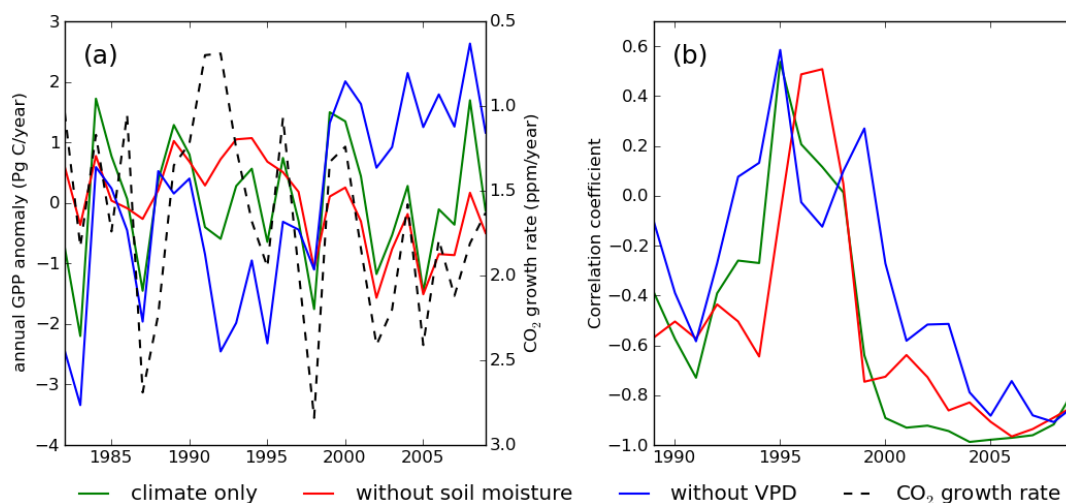 (a)
annual GPP anomaly (Pg C/year)
3
2
1
0
−1
−2
−3
−4
1985 1990 1995 2000 2005
0.5
1.0
1.5
2.0
2.5
3.0
CO₂ growth rate (ppm/year)
(b)
Correlation coefficient
0.6
0.4
0.2
0.0
−0.2
−0.4
−0.6
−0.8
−1.0
1990 1995 2000 2005
climate only without soil moisture without VPD CO₂ growth rate